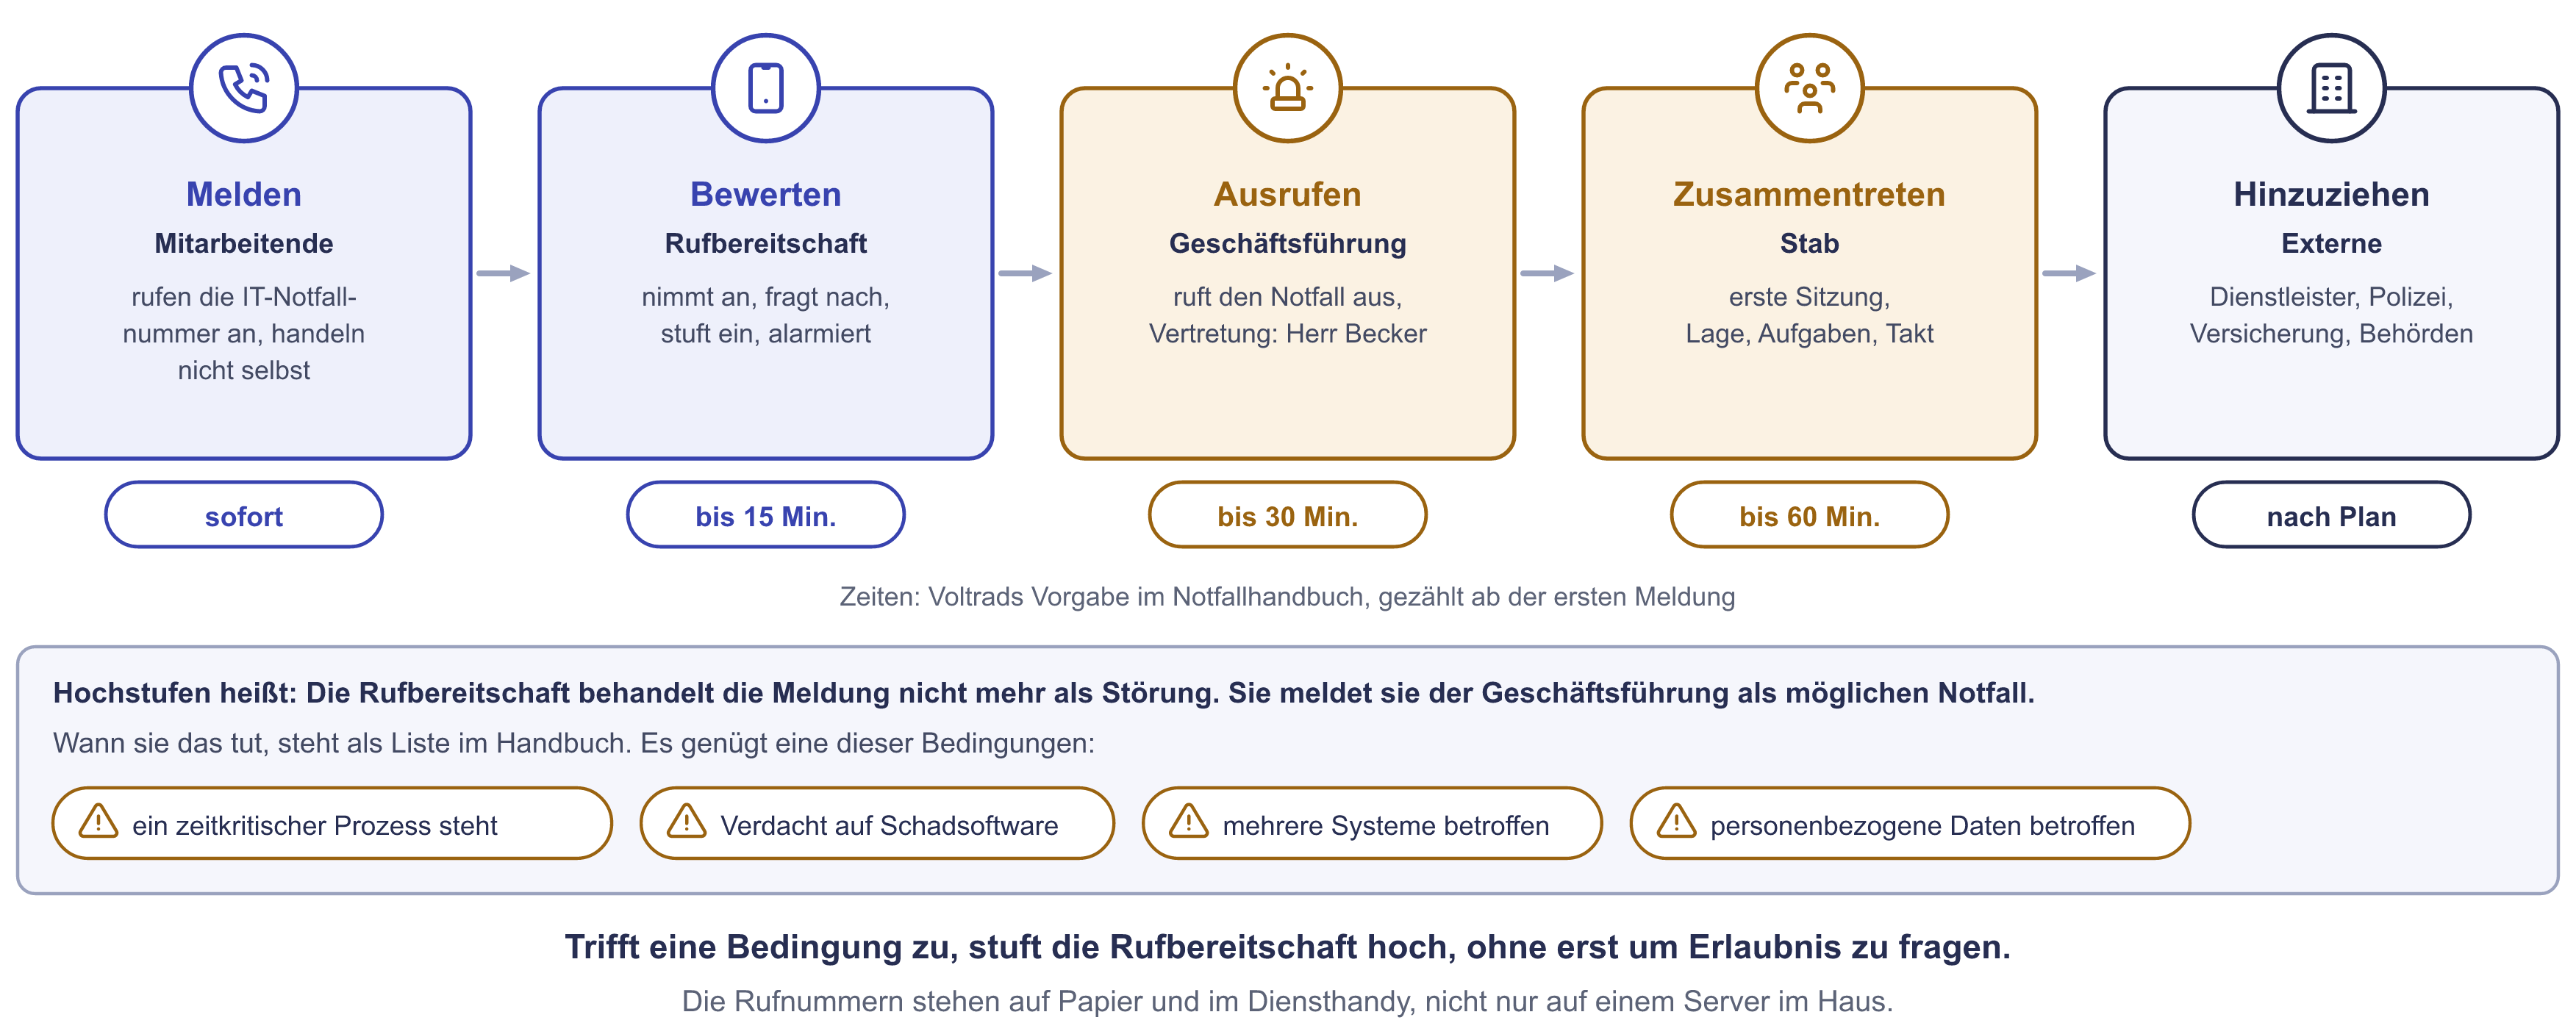 Melden
Mitarbeitende
rufen die IT-Notfall-
nummer an, handeln
nicht selbst
sofort
Bewerten
Rufbereitschaft
nimmt an, fragt nach,
stuft ein, alarmiert
bis 15 Min.
Ausrufen
Geschäftsführung
ruft den Notfall aus,
Vertretung: Herr Becker
bis 30 Min.
Zusammentreten
Stab
erste Sitzung,
Lage, Aufgaben, Takt
bis 60 Min.
Hinzuziehen
Externe
Dienstleister, Polizei,
Versicherung, Behörden
nach Plan
Zeiten: Voltrads Vorgabe im Notfallhandbuch, gezählt ab der ersten Meldung
Hochstufen heißt: Die Rufbereitschaft behandelt die Meldung nicht mehr als Störung. Sie meldet sie der Geschäftsführung als möglichen Notfall.
Wann sie das tut, steht als Liste im Handbuch. Es genügt eine dieser Bedingungen:
ein zeitkritischer Prozess steht
Verdacht auf Schadsoftware
mehrere Systeme betroffen
personenbezogene Daten betroffen
Trifft eine Bedingung zu, stuft die Rufbereitschaft hoch, ohne erst um Erlaubnis zu fragen.
Die Rufnummern stehen auf Papier und im Diensthandy, nicht nur auf einem Server im Haus.